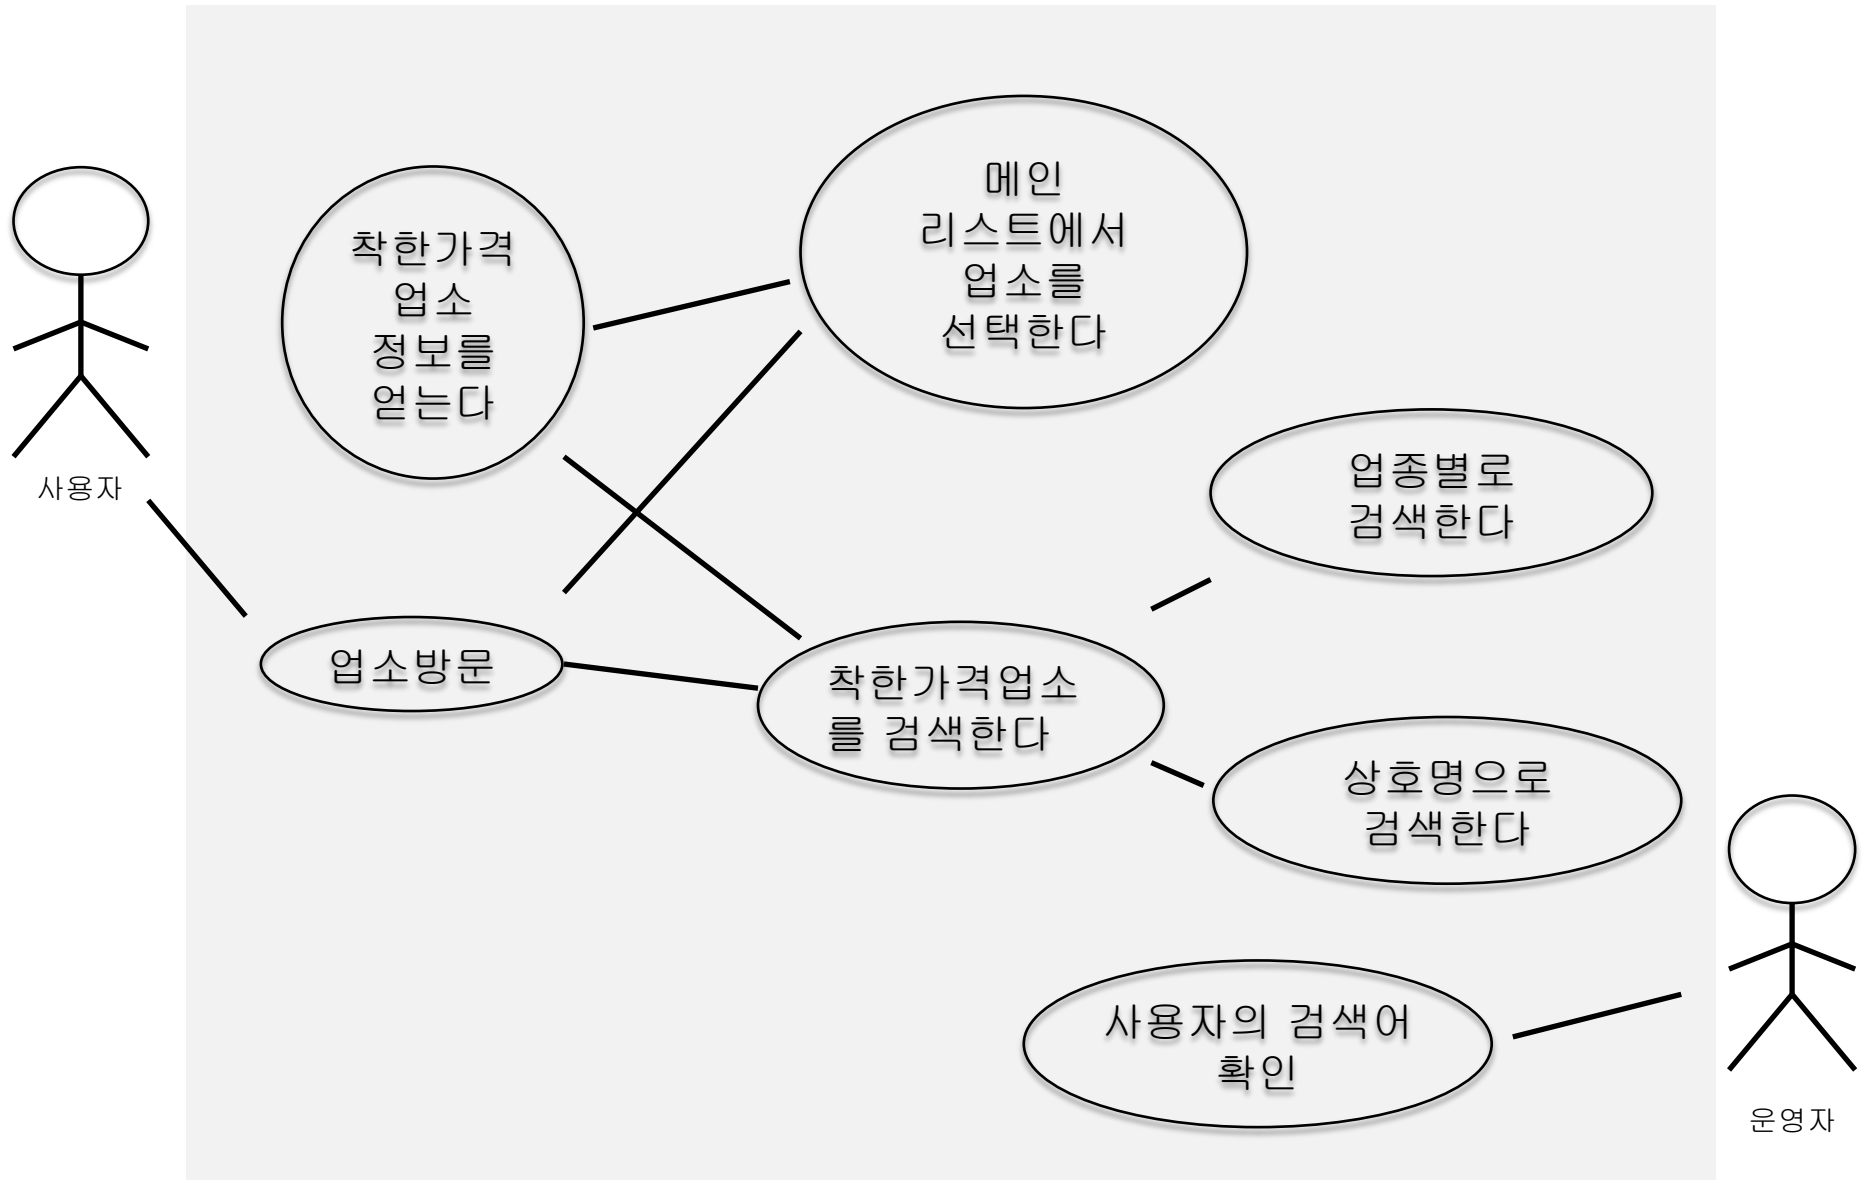 사용자
착한가격
업소
정보를
얻는다
메인
리스트에서
업소를
선택한다
업종별로
검색한다
업소방문
착한가격업소
를 검색한다
상호명으로
검색한다
사용자의 검색어
확인
운영자